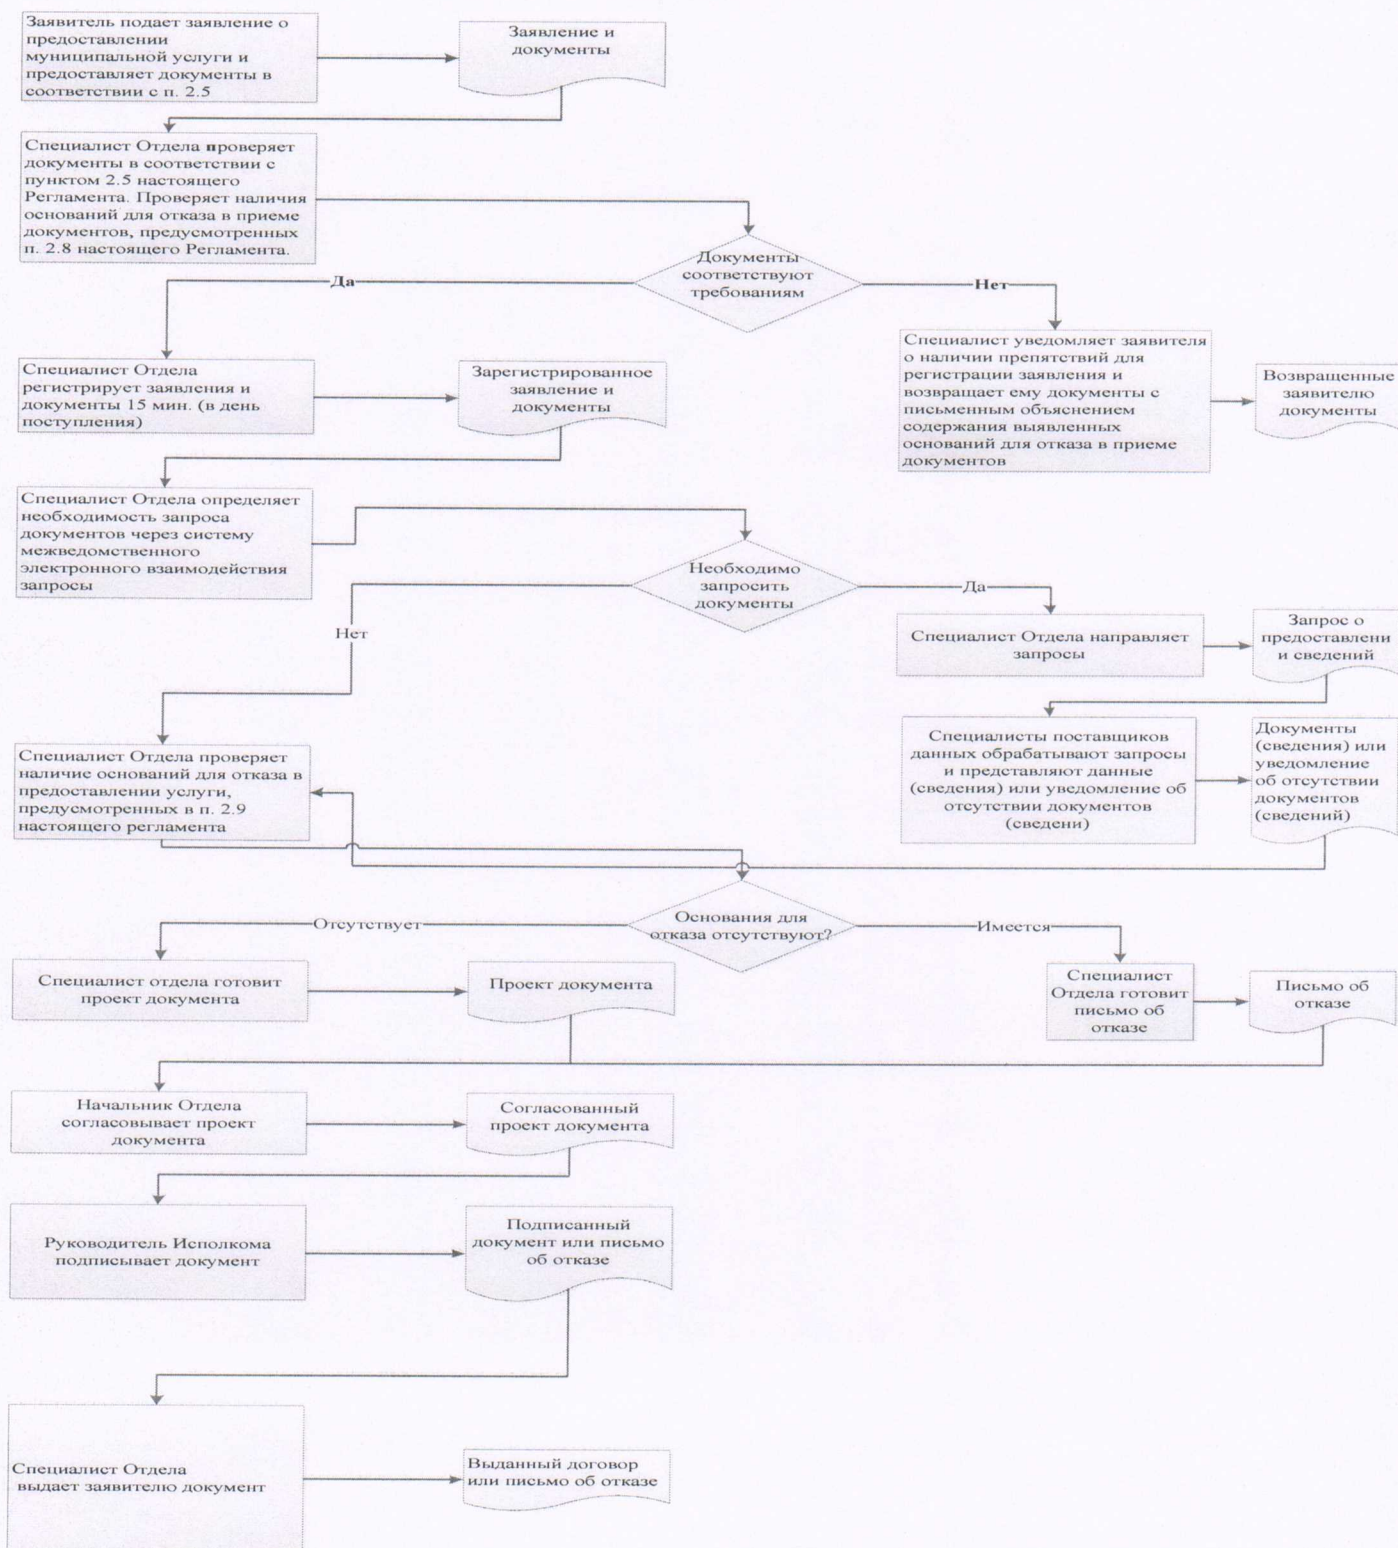 Заявитель подает заявление о
предоставлении
муниципальной услуги и
предоставляет документы в
соответствии с п. 2.5
Заявление и
документы
Специалист Отдела проверяет
документы в соответствии с
пунктом 2.5 настоящего
Регламента. Проверяет наличия
оснований для отказа в приеме
документов, предусмотренных
п. 2.8 настоящего Регламента.
Документы
соответствуют
требованиям
Да
Нет
Специалист Отдела
регистрирует заявления и
документы 15 мин. (в день
поступления)
Зарегистрированное
заявление и
документы
Специалист уведомляет заявителя
о наличии препятствий для
регистрации заявления и
возвращает ему документы с
письменным объяснением
содержания выявленных
оснований для отказа в приеме
документов
Возвращенные
заявителю
документы
Специалист Отдела определяет
необходимость запроса
документов через систему
межведомственного
электронного взаимодействия
запросы
Необходимо
запросить
документы
Да
Нет
Специалист Отдела направляет
запросы
Запрос о
предоставлени
и сведений
Специалисты поставщиков
данных обрабатывают запросы
и представляют данные
(сведения) или уведомление об
отсутствии документов
(сведени)
Документы
(сведения) или
уведомление
об отсутствии
документов
(сведений)
Специалист Отдела проверяет
наличие оснований для отказа в
предоставлении услуги,
предусмотренных в п. 2.9
настоящего регламента
Основания для
отказа отсутствуют?
Отсутствует
Имеется
Специалист отдела готовит
проект документа
Проект документа
Специалист
Отдела готовит
письмо об
отказе
Письмо об
отказе
Начальник Отдела
согласовывает проект
документа
Согласованный
проект документа
Руководитель Исполкома
подписывает документ
Подписанный
документ или письмо
об отказе
Специалист Отдела
выдает заявителю документ
Выданный договор
или письмо об отказе